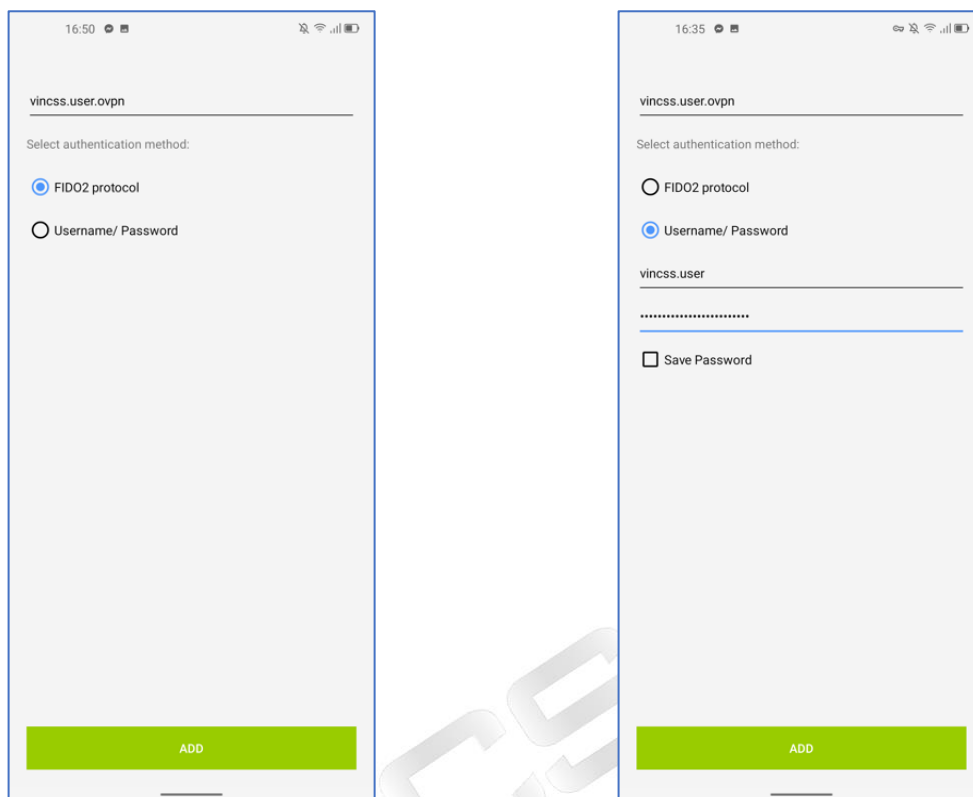 16:50
vincss.user.ovpn
Select authentication method:
FIDO2 protocol
Username/ Password
ADD
16:35
vincss.user.ovpn
Select authentication method:
FIDO2 protocol
Username/ Password
vincss.user
•••••••••••••••••••••••••
Save Password
ADD